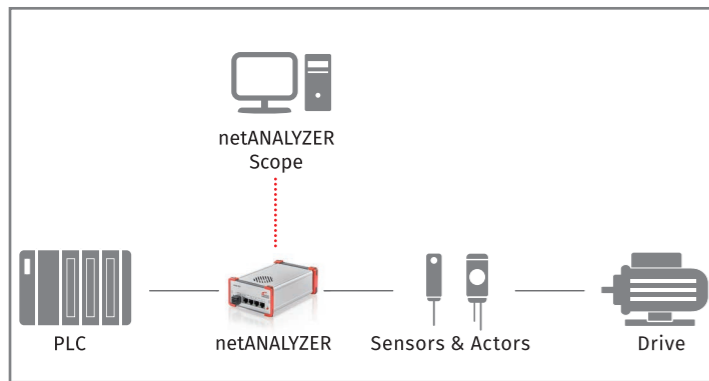 netANALYZER
Scope
PLC
netANALYZER
Sensors & Actors
Drive